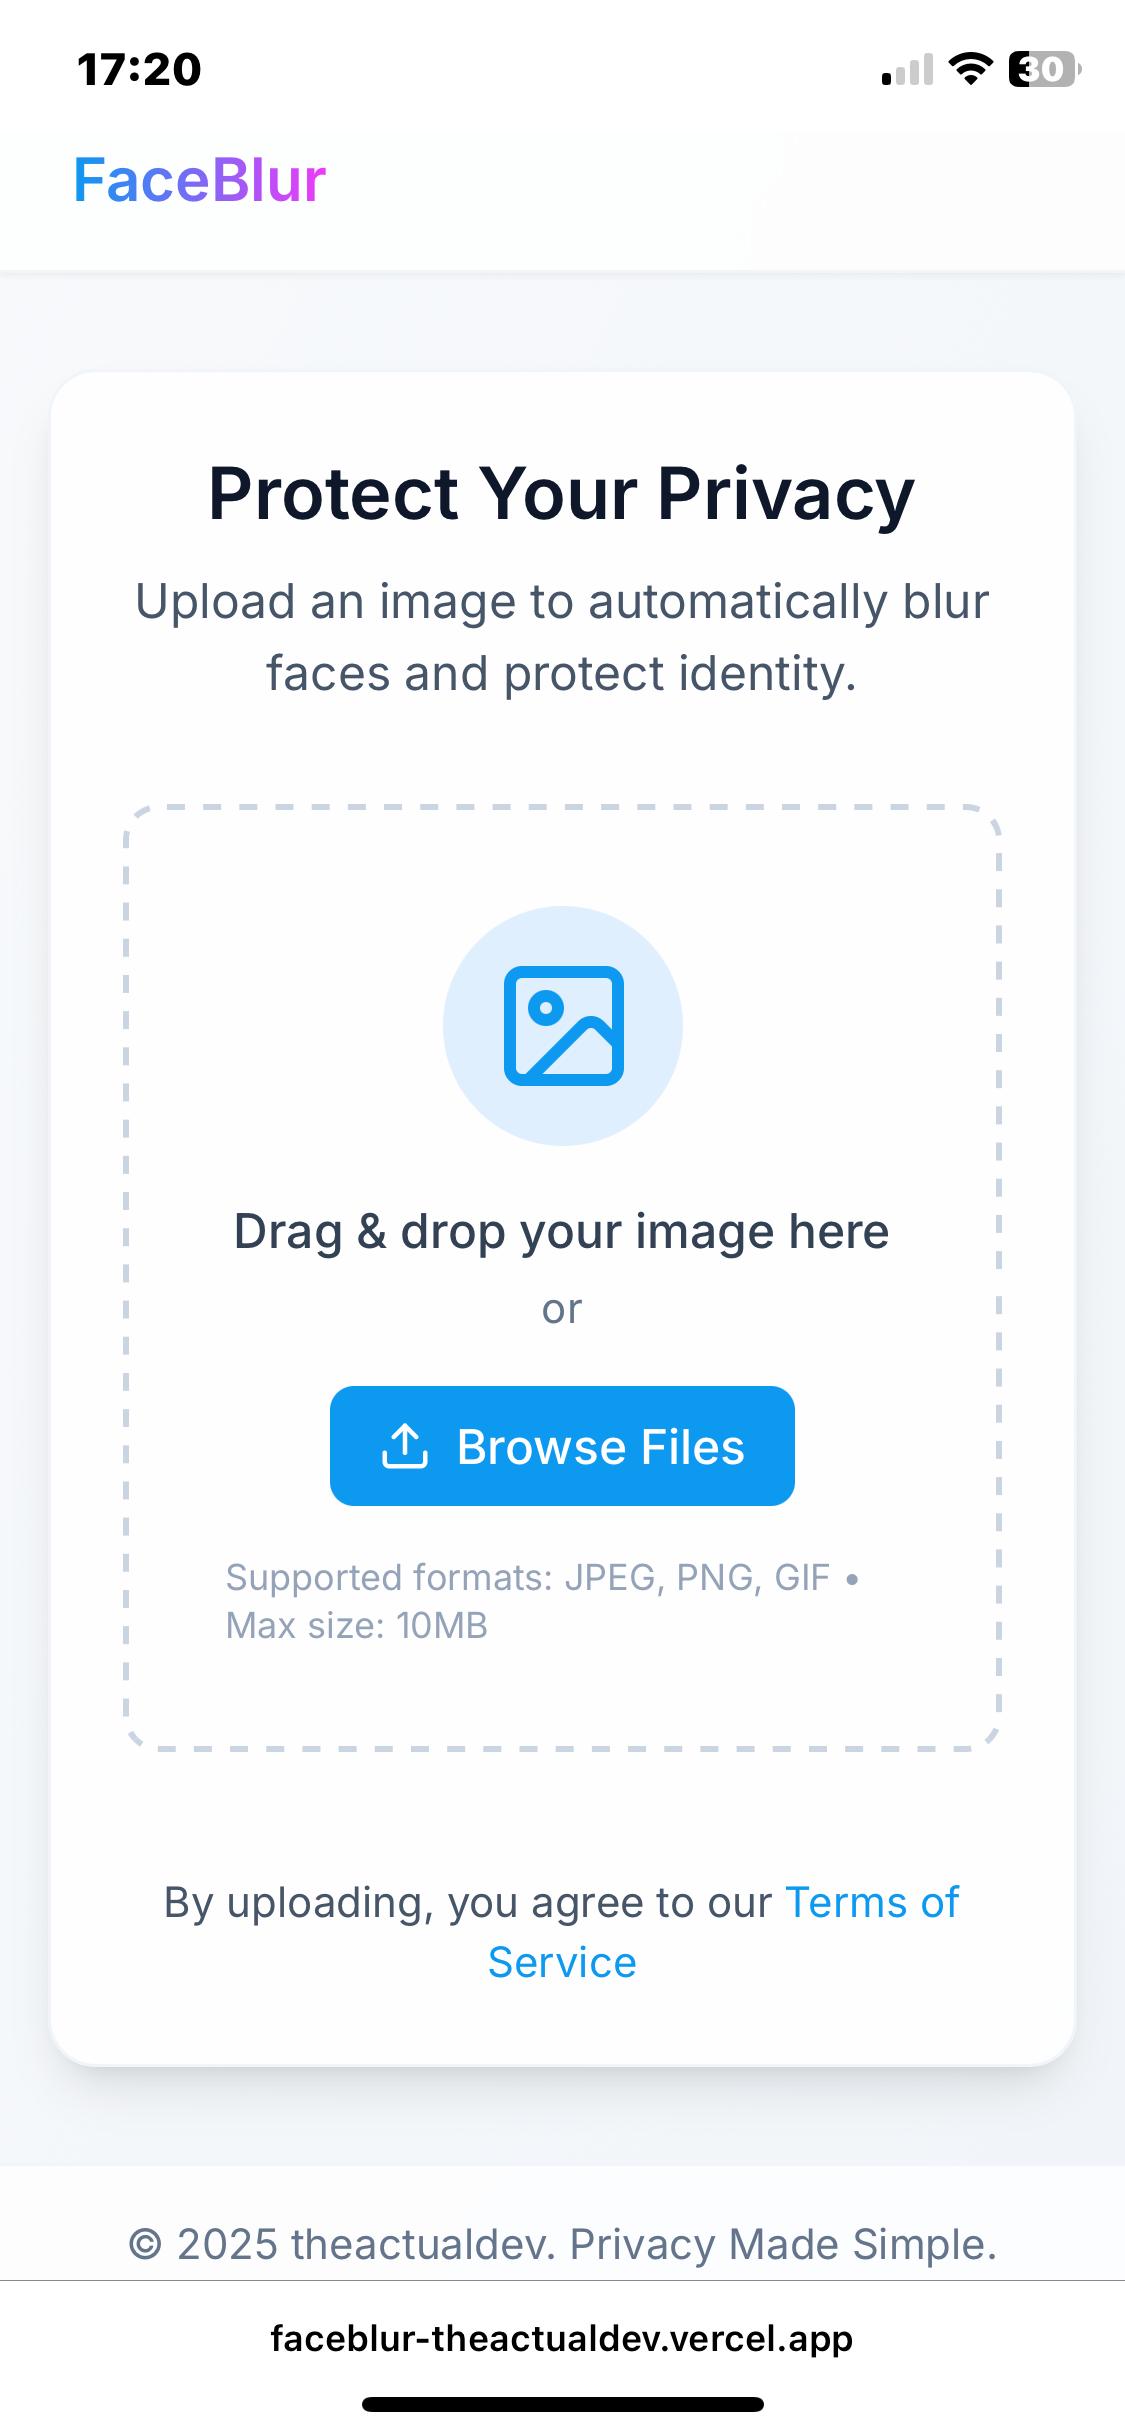 17:20
30
FaceBlur
Protect Your Privacy
Upload an image to automatically blur
faces and protect identity.
Drag & drop your image here
or
Browse Files
Supported formats: JPEG, PNG, GIF •
Max size: 10MB
By uploading, you agree to our Terms of
Service
© 2025 theactualdev. Privacy Made Simple.
faceblur-theactualdev.vercel.app